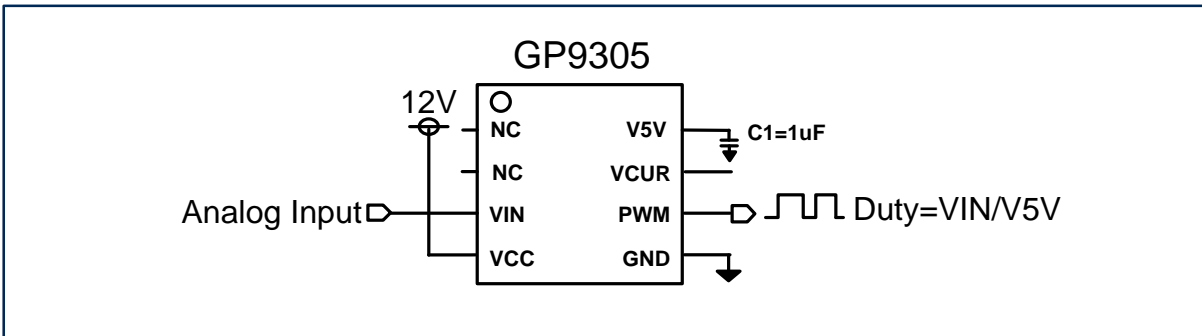 GP9305
12V
NC V5V C1=1uF
NC VCUR
Analog Input VIN PWM Duty=VIN/V5V
VCC GND